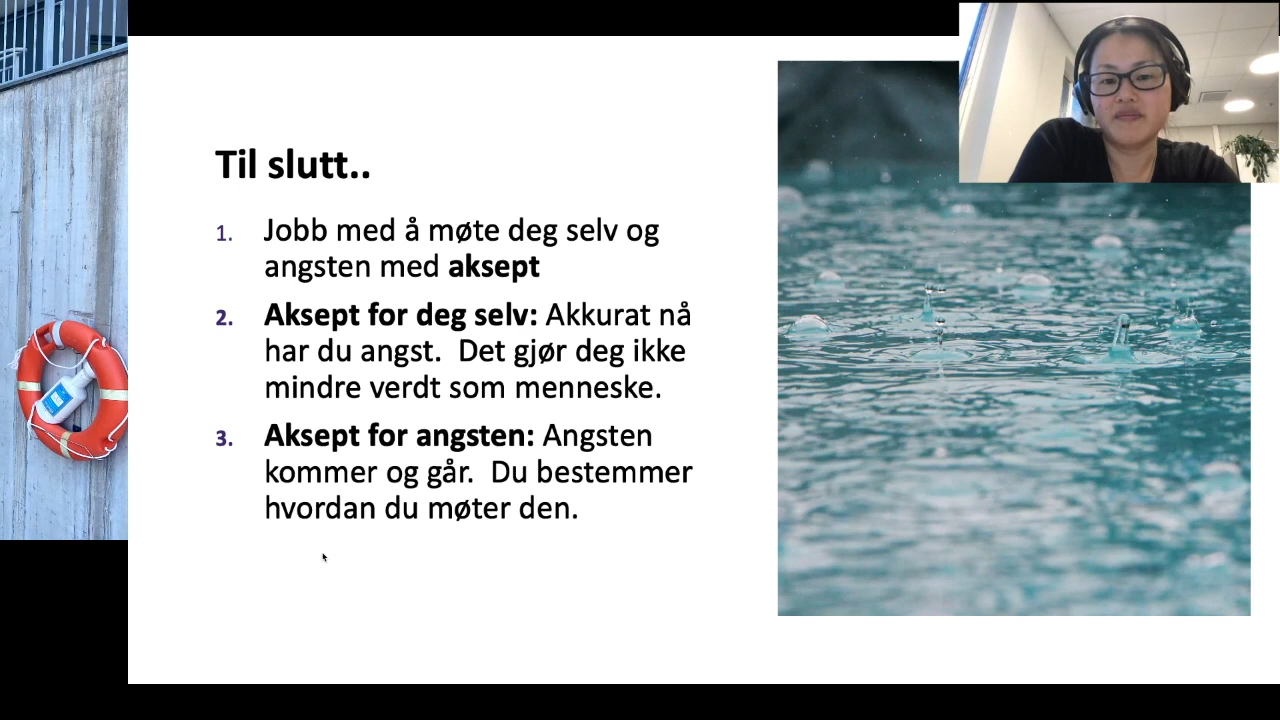 Til slutt..
1. Jobb med å møte deg selv og
angsten med aksept
2. Aksept for deg selv: Akkurat nå
har du angst.  Det gjør deg ikke
mindre verdt som menneske.
3. Aksept for angsten: Angsten
kommer og går.  Du bestemmer
hvordan du møter den.